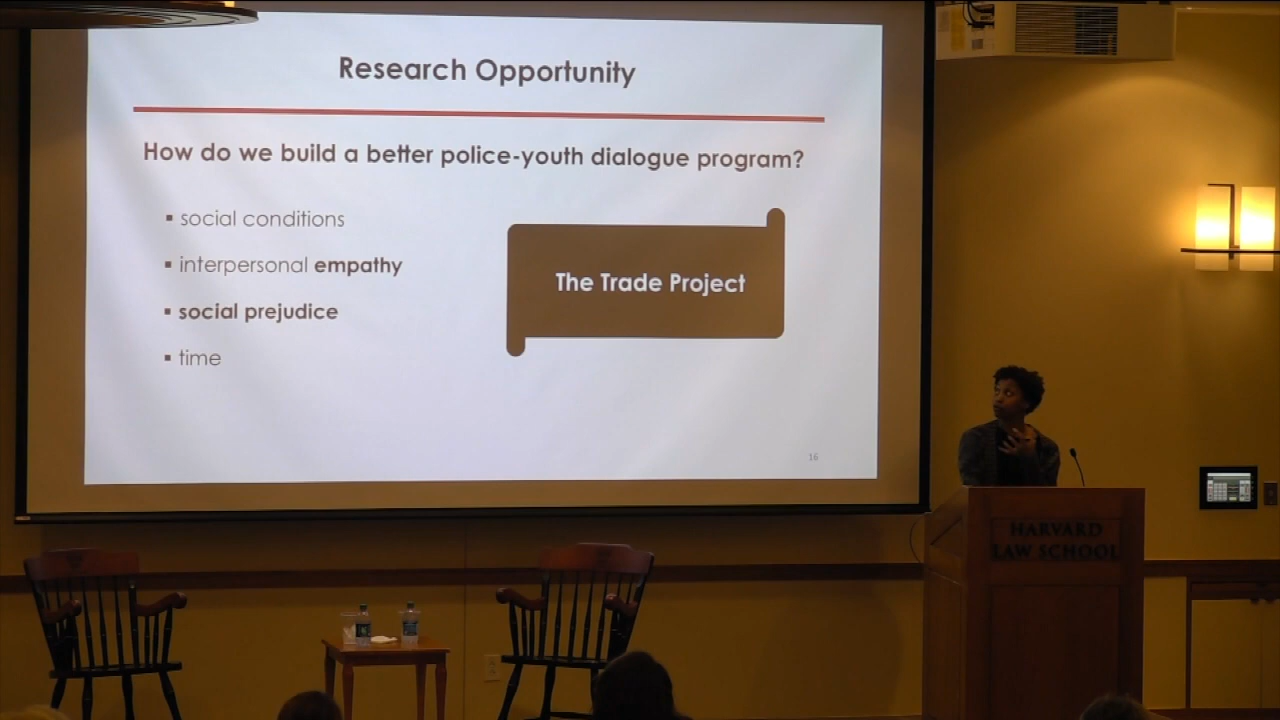 Research Opportunity
How do we build a better police-youth dialogue program?
▪ social conditions
▪ interpersonal empathy
▪ social prejudice
▪ time
The Trade Project
16
HARVARD
LAW SCHOOL